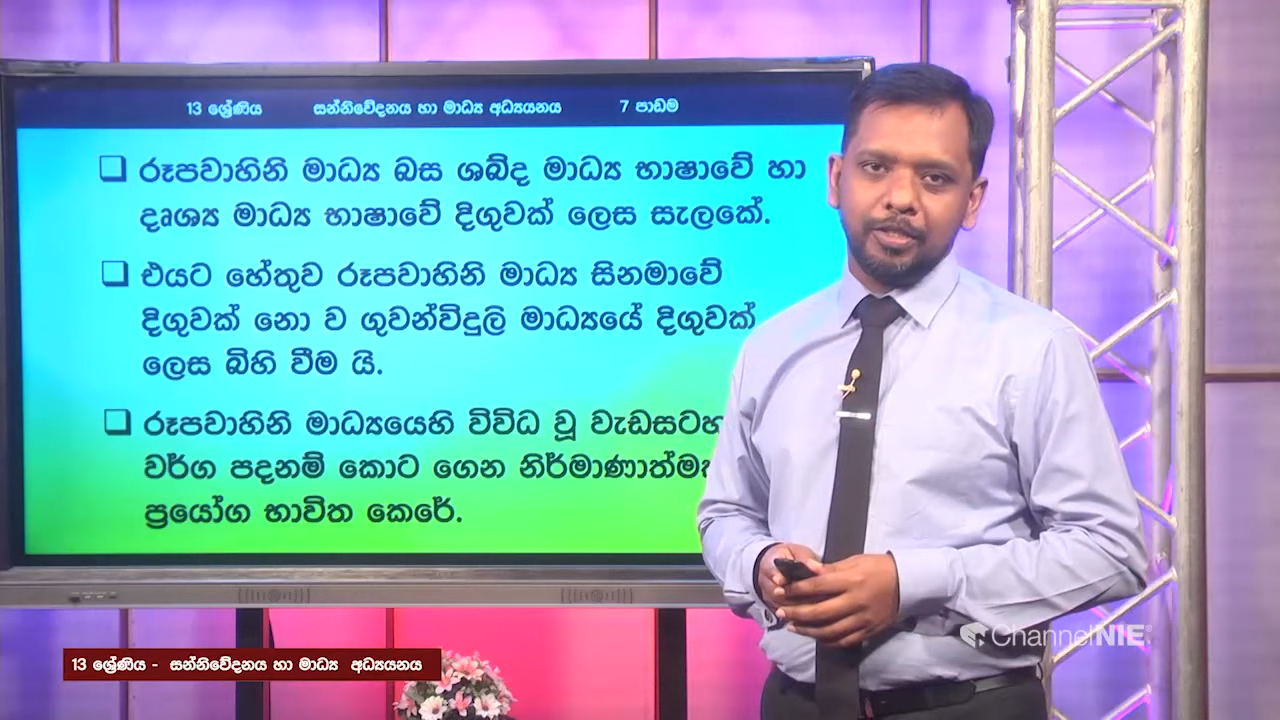 13 ශ්‍රේණිය සන්නිවේදනය හා මාධ්‍ය අධ්‍යයනය 7 පාඩම
රූපවාහිනි මාධ්‍ය බස ශබ්ද මාධ්‍ය භාෂාවේ හා
දෘශ්‍ය මාධ්‍ය භාෂාවේ දිගුවක් ලෙස සැලකේ.
එයට හේතුව රූපවාහිනි මාධ්‍ය සිනමාවේ
දිගුවක් නො ව ගුවන්විදුලි මාධ්‍යයේ දිගුවක්
ලෙස බිහි වීම යි.
රූපවාහිනි මාධ්‍යයෙහි විවිධ වූ
වර්ග පදනම් කොට ගෙන
ප්‍රයෝග භාවිත කෙරේ.
ChannelNIE
13 ශ්‍රේණිය - සන්නිවේදනය හා මාධ්‍ය අධ්‍යයනය